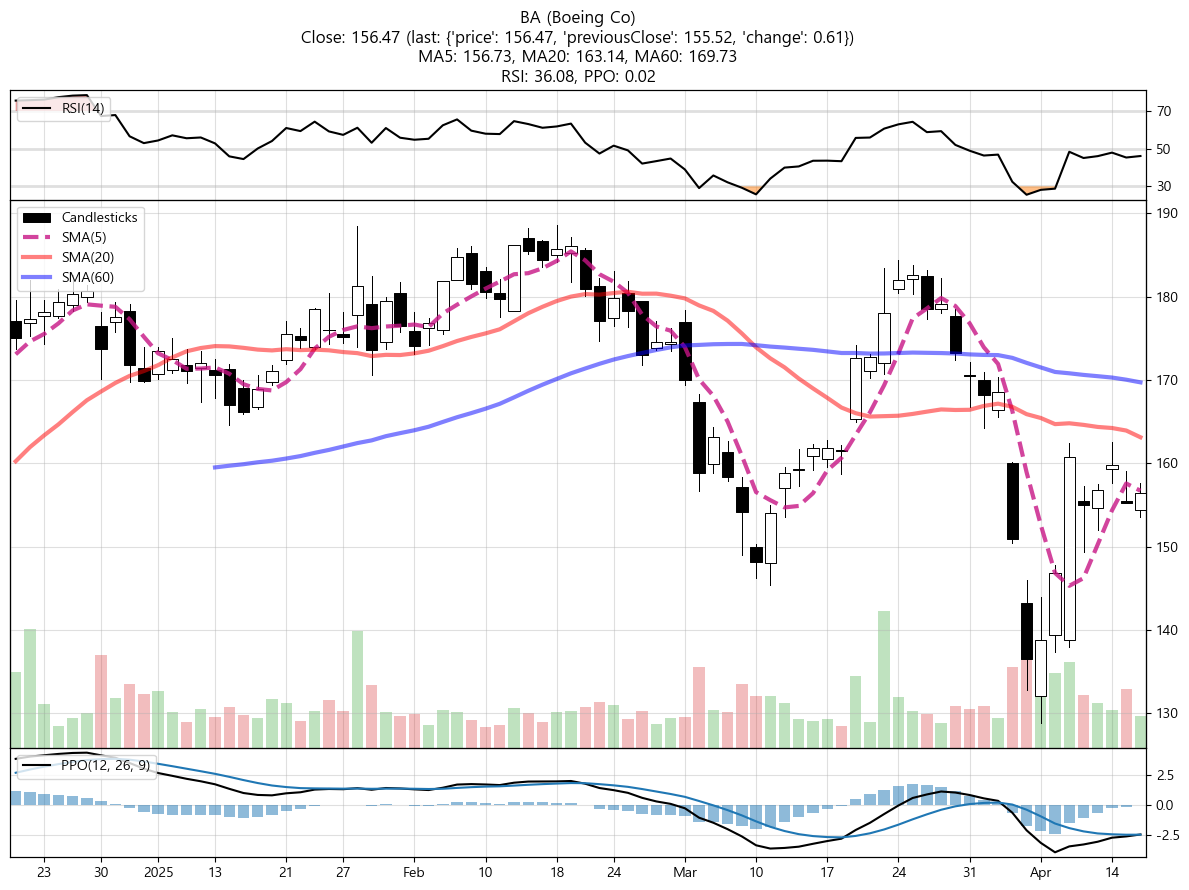 BA (Boeing Co)
Close: 156.47 (last: {'price': 156.47, 'previousClose': 155.52, 'change': 0.61})
MA5: 156.73, MA20: 163.14, MA60: 169.73
RSI: 36.08, PPO: 0.02
RSI(14)
70
50
30
Candlesticks
SMA(5)
SMA(20)
SMA(60)
190
180
170
160
150
140
130
PPO(12, 26, 9)
2.5
0.0
−2.5
23 30 2025 13 21 27 Feb 10 18 24 Mar 10 17 24 31 Apr 14